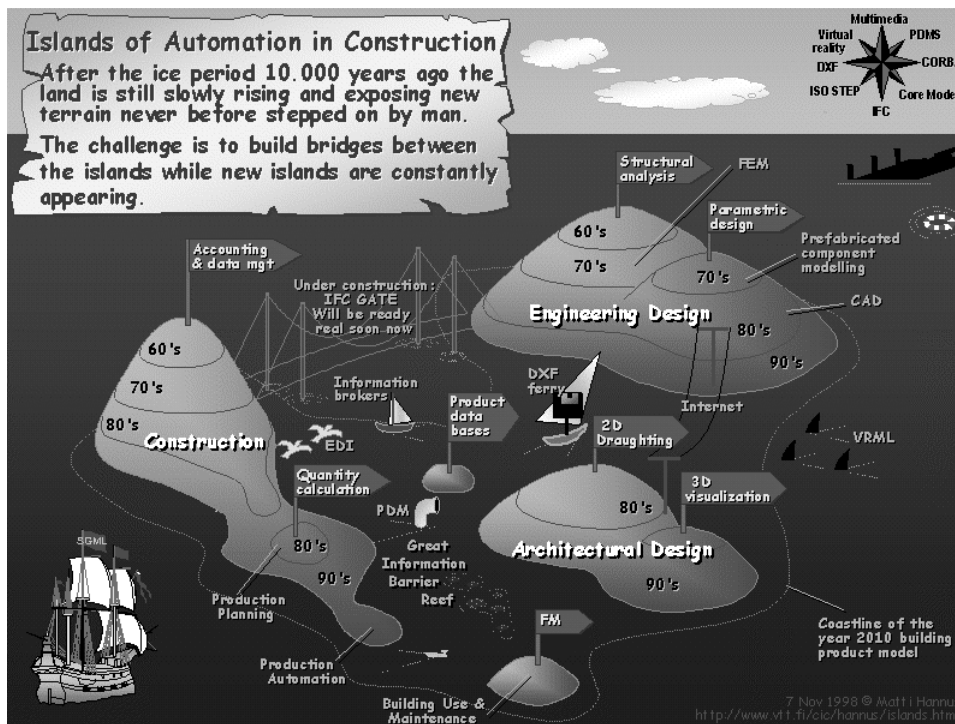 Islands of Automation in Construction
After the ice period 10.000 years ago the
land is still slowly rising and exposing new
terrain never before stepped on by man.
The challenge is to build bridges between
the islands while new islands are constantly
appearing.
Multimedia
Virtual
reality
PDMS
DXF
CORB
ISO STEP
Core Mode
IFC
Structural
analysis
FEM
Parametric
design
60's
Prefabricated
component
modelling
70's
70's
CAD
Engineering Design
80's
90's
Accounting
& data mgt
Under construction:
IFC GATE
Will be ready
real soon now
60's
70's
80's
Construction
Information
brokers
DXF
ferry
Internet
Product
data
bases
2D
Draughting
VRML
EDI
Quantity
calculation
3D
visualization
PDM
80's
80's
Great
Information
Barrier
Reef
Architectural Design
90's
90's
SGML
Production
Planning
FM
Coastline of the
year 2010 building
product model
Production
Automation
Building Use &
Maintenance
7 Nov 1998 © Matti Hannu
http://www.vtt.fi/cic/hannus/islands.htm